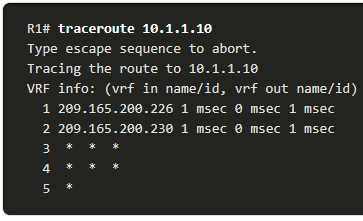 R1# traceroute 10.1.1.10
Type escape sequence to abort.
Tracing the route to 10.1.1.10
VRF info: (vrf in name/id, vrf out name/id)
1 209.165.200.226 1 msec 0 msec 1 msec
2 209.165.200.230 1 msec 0 msec 1 msec
3 * * *
4 * * *
5 *